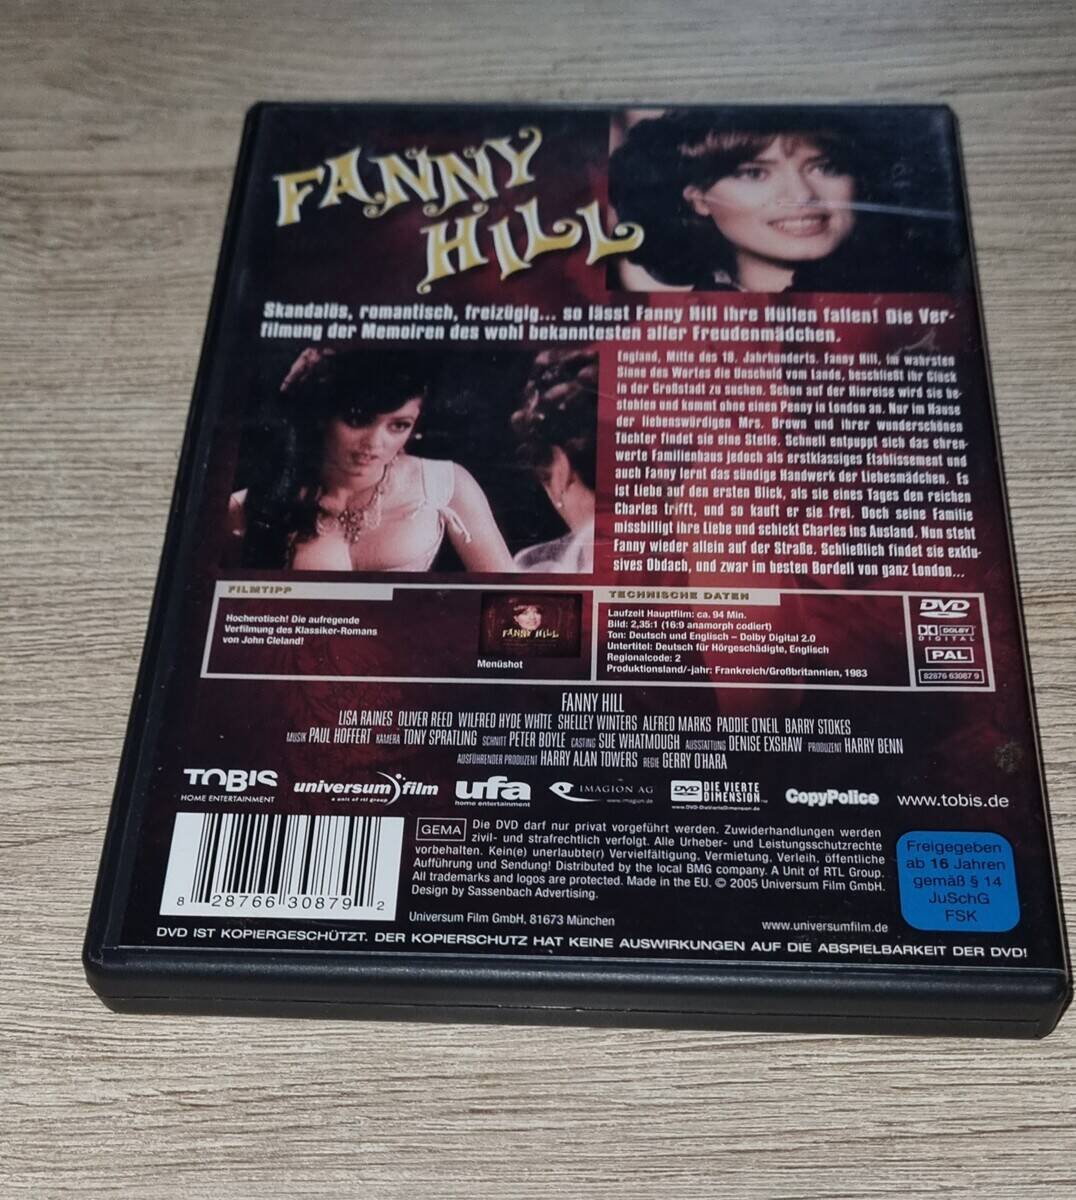 FANNY
HILL
Skandalös, romantisch, freizügig... so lässt Fanny Hill ihre Hüllen fallen! Die Ver-
filmung der Memoiren des wohl bekanntesten aller Freudenmädchen.
England, Mitte des 18. Jahrhunderts. Fanny Hill, im wahrsten
Sinne des Wortes die Unschuld vom Lande, beschließt ihr Glück
in der Großstadt zu suchen. Schon auf der Hinreise wird sie be-
stohlen und kommt ohne einen Penny in London an. Nur im Hause
der liebenswürdigen Mrs. Brown und ihrer wunderschönen
Töchter findet sie eine Stelle. Schnell entpuppt sich das ehren-
werte Familienhaus jedoch als erstklassiges Etablissement und
auch Fanny lernt das sündige Handwerk der Liebesmädchen. Es
ist Liebe auf den ersten Blick, als sie eines Tages den reichen
Charles trifft, und so kauft er sie frei. Doch seine Familie
missbilligt ihre Liebe und schickt Charles ins Ausland. Nun steht
Fanny wieder allein auf der Straße. Schließlich findet sie exklu-
sives Obdach, und zwar im besten Bordell von ganz London...
FILMTIPP
Hocherotisch! Die aufregende
Verfilmung des Klassiker-Romans
von John Cleland!
FANNY HILL
Menüshot
TECHNISCHE DATEN
Laufzeit Hauptfilm: ca. 94 Min.
Bild: 2,35:1 (16:9 anamorph codiert)
Ton: Deutsch und Englisch – Dolby Digital 2.0
Untertitel: Deutsch für Hörgeschädigte, Englisch
Regionalcode: 2
Produktionsland/-jahr: Frankreich/Großbritannien, 1983
DVD
DOLBY
DIGITAL
PAL
82876 63087 9
FANNY HILL
LISA RAINES OLIVER REED WILFRED HYDE WHITE SHELLEY WINTERS ALFRED MARKS PADDIE O'NEIL BARRY STOKES
MUSIK PAUL HOFFERT KAMERA TONY SPRATLING SCHNITT PETER BOYLE CASTING SUE WHATMOUGH AUSSTATTUNG DENISE EXSHAW PRODUZENT HARRY BENN
AUSFÜHRENDER PRODUZENT HARRY ALAN TOWERS REGIE GERRY O'HARA
TOBIS
HOME ENTERTAINMENT
universum film
a unit of rtl group
ufa
home entertainment
IMAGION AG
www.imagion.de
DVD DIE VIERTE
DIMENSION
www.DVD-DieVierteDimension.de
CopyPolice
www.tobis.de
GEMA
Die DVD darf nur privat vorgeführt werden. Zuwiderhandlungen werden
zivil- und strafrechtlich verfolgt. Alle Urheber- und Leistungsschutzrechte
vorbehalten. Kein(e) unerlaubte(r) Vervielfältigung, Vermietung, Verleih, öffentliche
Aufführung und Sendung! Distributed by the local BMG company. A Unit of RTL Group.
All trademarks and logos are protected. Made in the EU. © 2005 Universum Film GmbH.
Design by Sassenbach Advertising.
Universum Film GmbH, 81673 München
www.universumfilm.de
Freigegeben
ab 16 Jahren
gemäß § 14
JuSchG
FSK
8 28766 30879 2
DVD IST KOPIERGESCHÜTZT. DER KOPIERSCHUTZ HAT KEINE AUSWIRKUNGEN AUF DIE ABSPIELBARKEIT DER DVD!